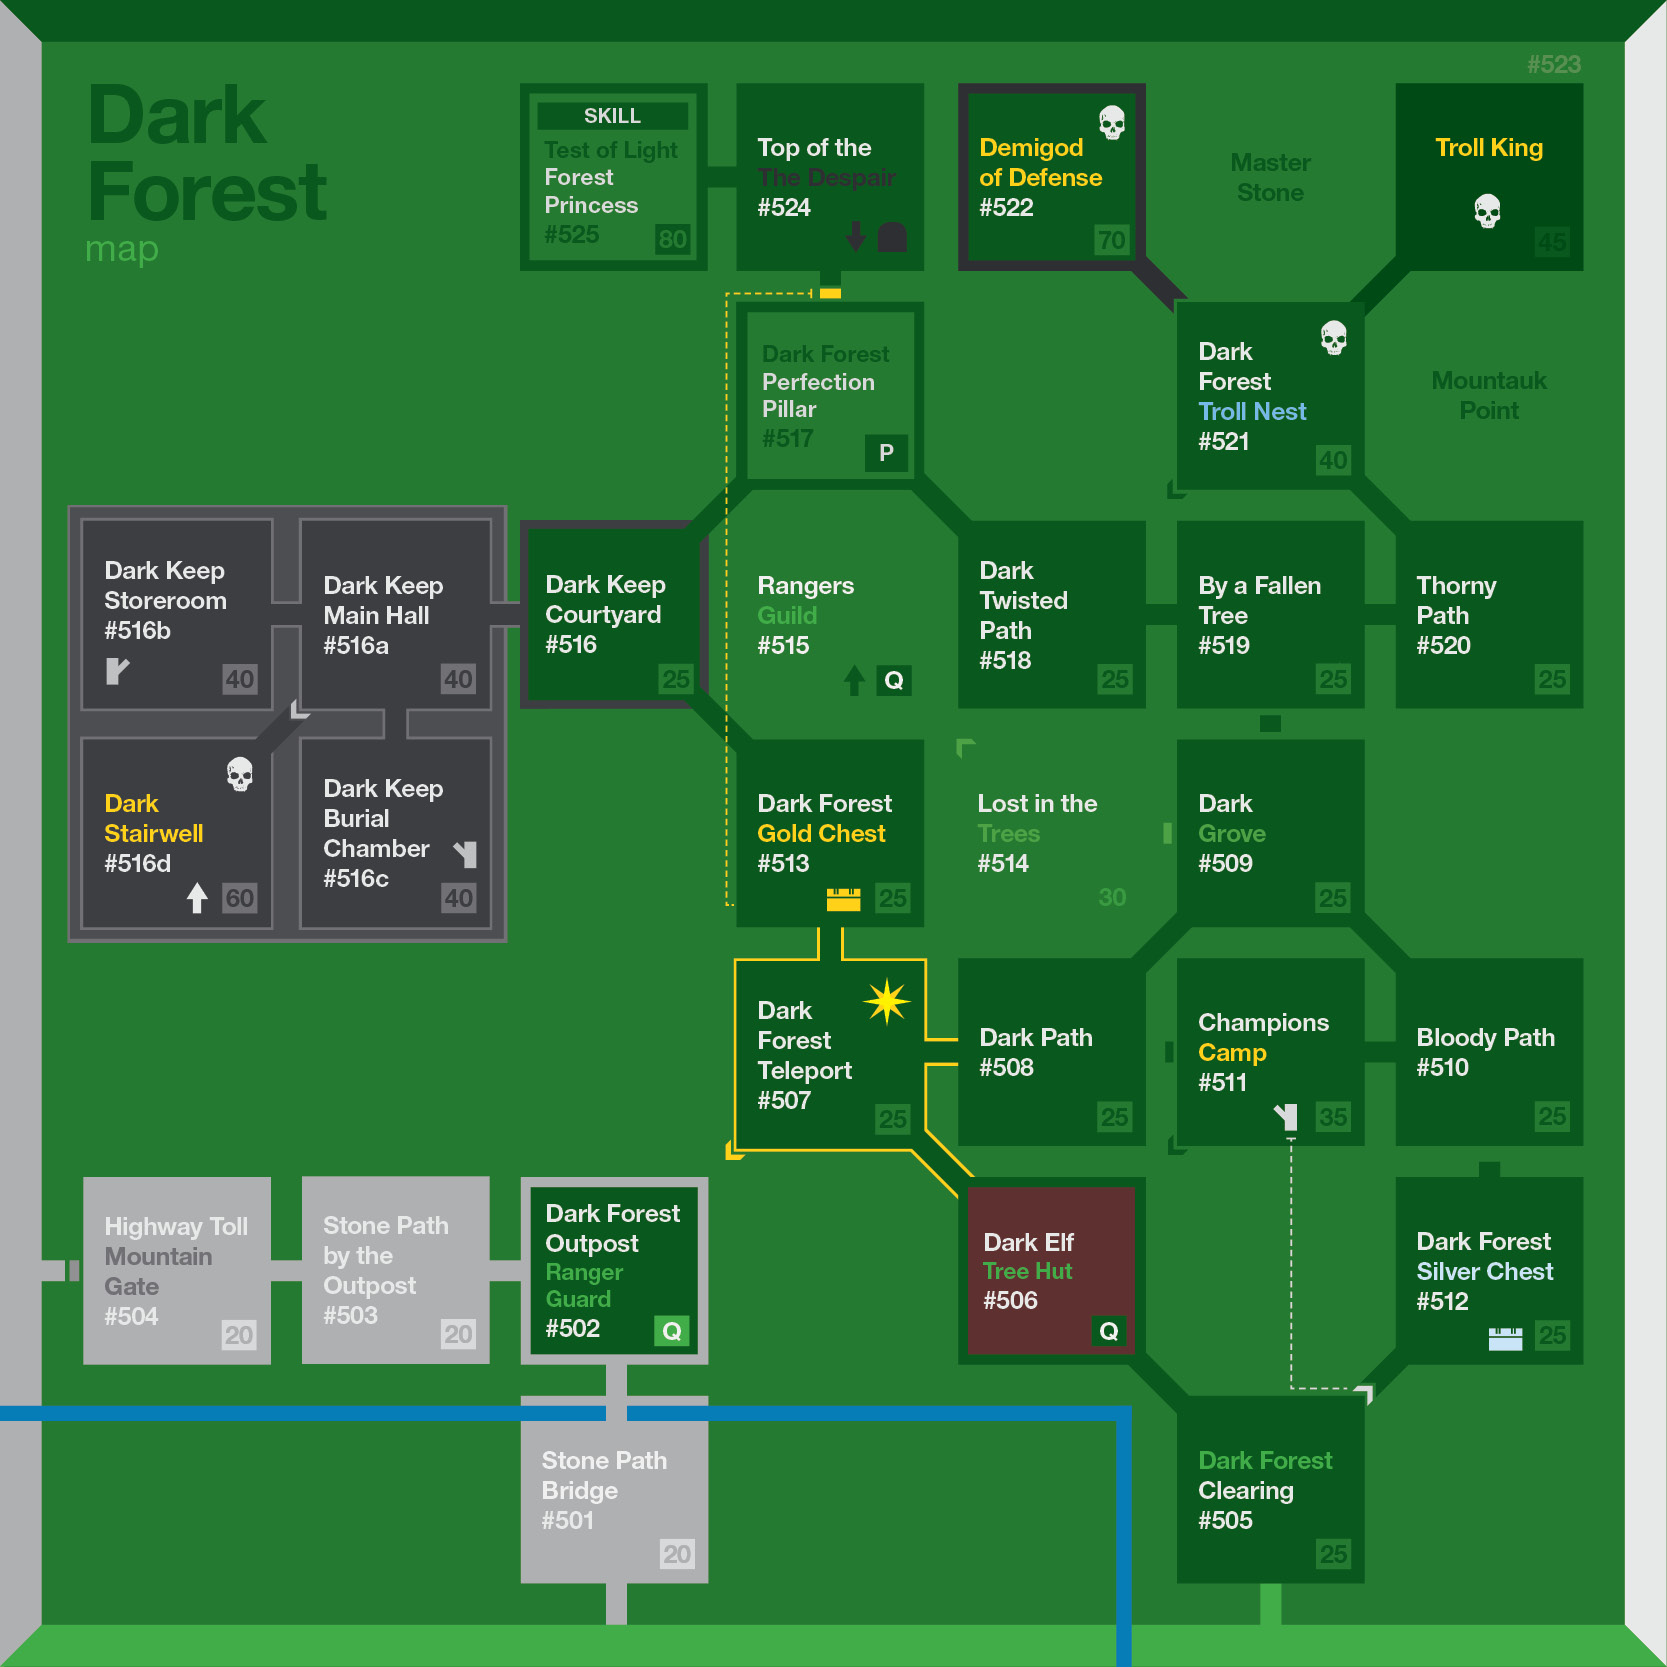 Dark
Forest
map
#523
SKILL
Test of Light
Forest
Princess
#525
80
Top of the
The Despair
#524
Demigod
of Defense
#522
70
Master
Stone
Troll King
45
Dark Forest
Perfection
Pillar
#517
P
Dark
Forest
Troll Nest
#521
40
Mountauk
Point
Dark Keep
Storeroom
#516b
40
Dark Keep
Main Hall
#516a
40
Dark Keep
Courtyard
#516
25
Rangers
Guild
#515
Q
Dark
Twisted
Path
#518
25
By a Fallen
Tree
#519
25
Thorny
Path
#520
25
Dark
Stairwell
#516d
60
Dark Keep
Burial
Chamber
#516c
40
Dark Forest
Gold Chest
#513
25
Lost in the
Trees
#514
30
Dark
Grove
#509
25
Dark
Forest
Teleport
#507
25
Dark Path
#508
25
Champions
Camp
#511
35
Bloody Path
#510
25
Highway Toll
Mountain
Gate
#504
20
Stone Path
by the
Outpost
#503
20
Dark Forest
Outpost
Ranger
Guard
#502
Q
Dark Elf
Tree Hut
#506
Q
Dark Forest
Silver Chest
#512
25
Stone Path
Bridge
#501
20
Dark Forest
Clearing
#505
25